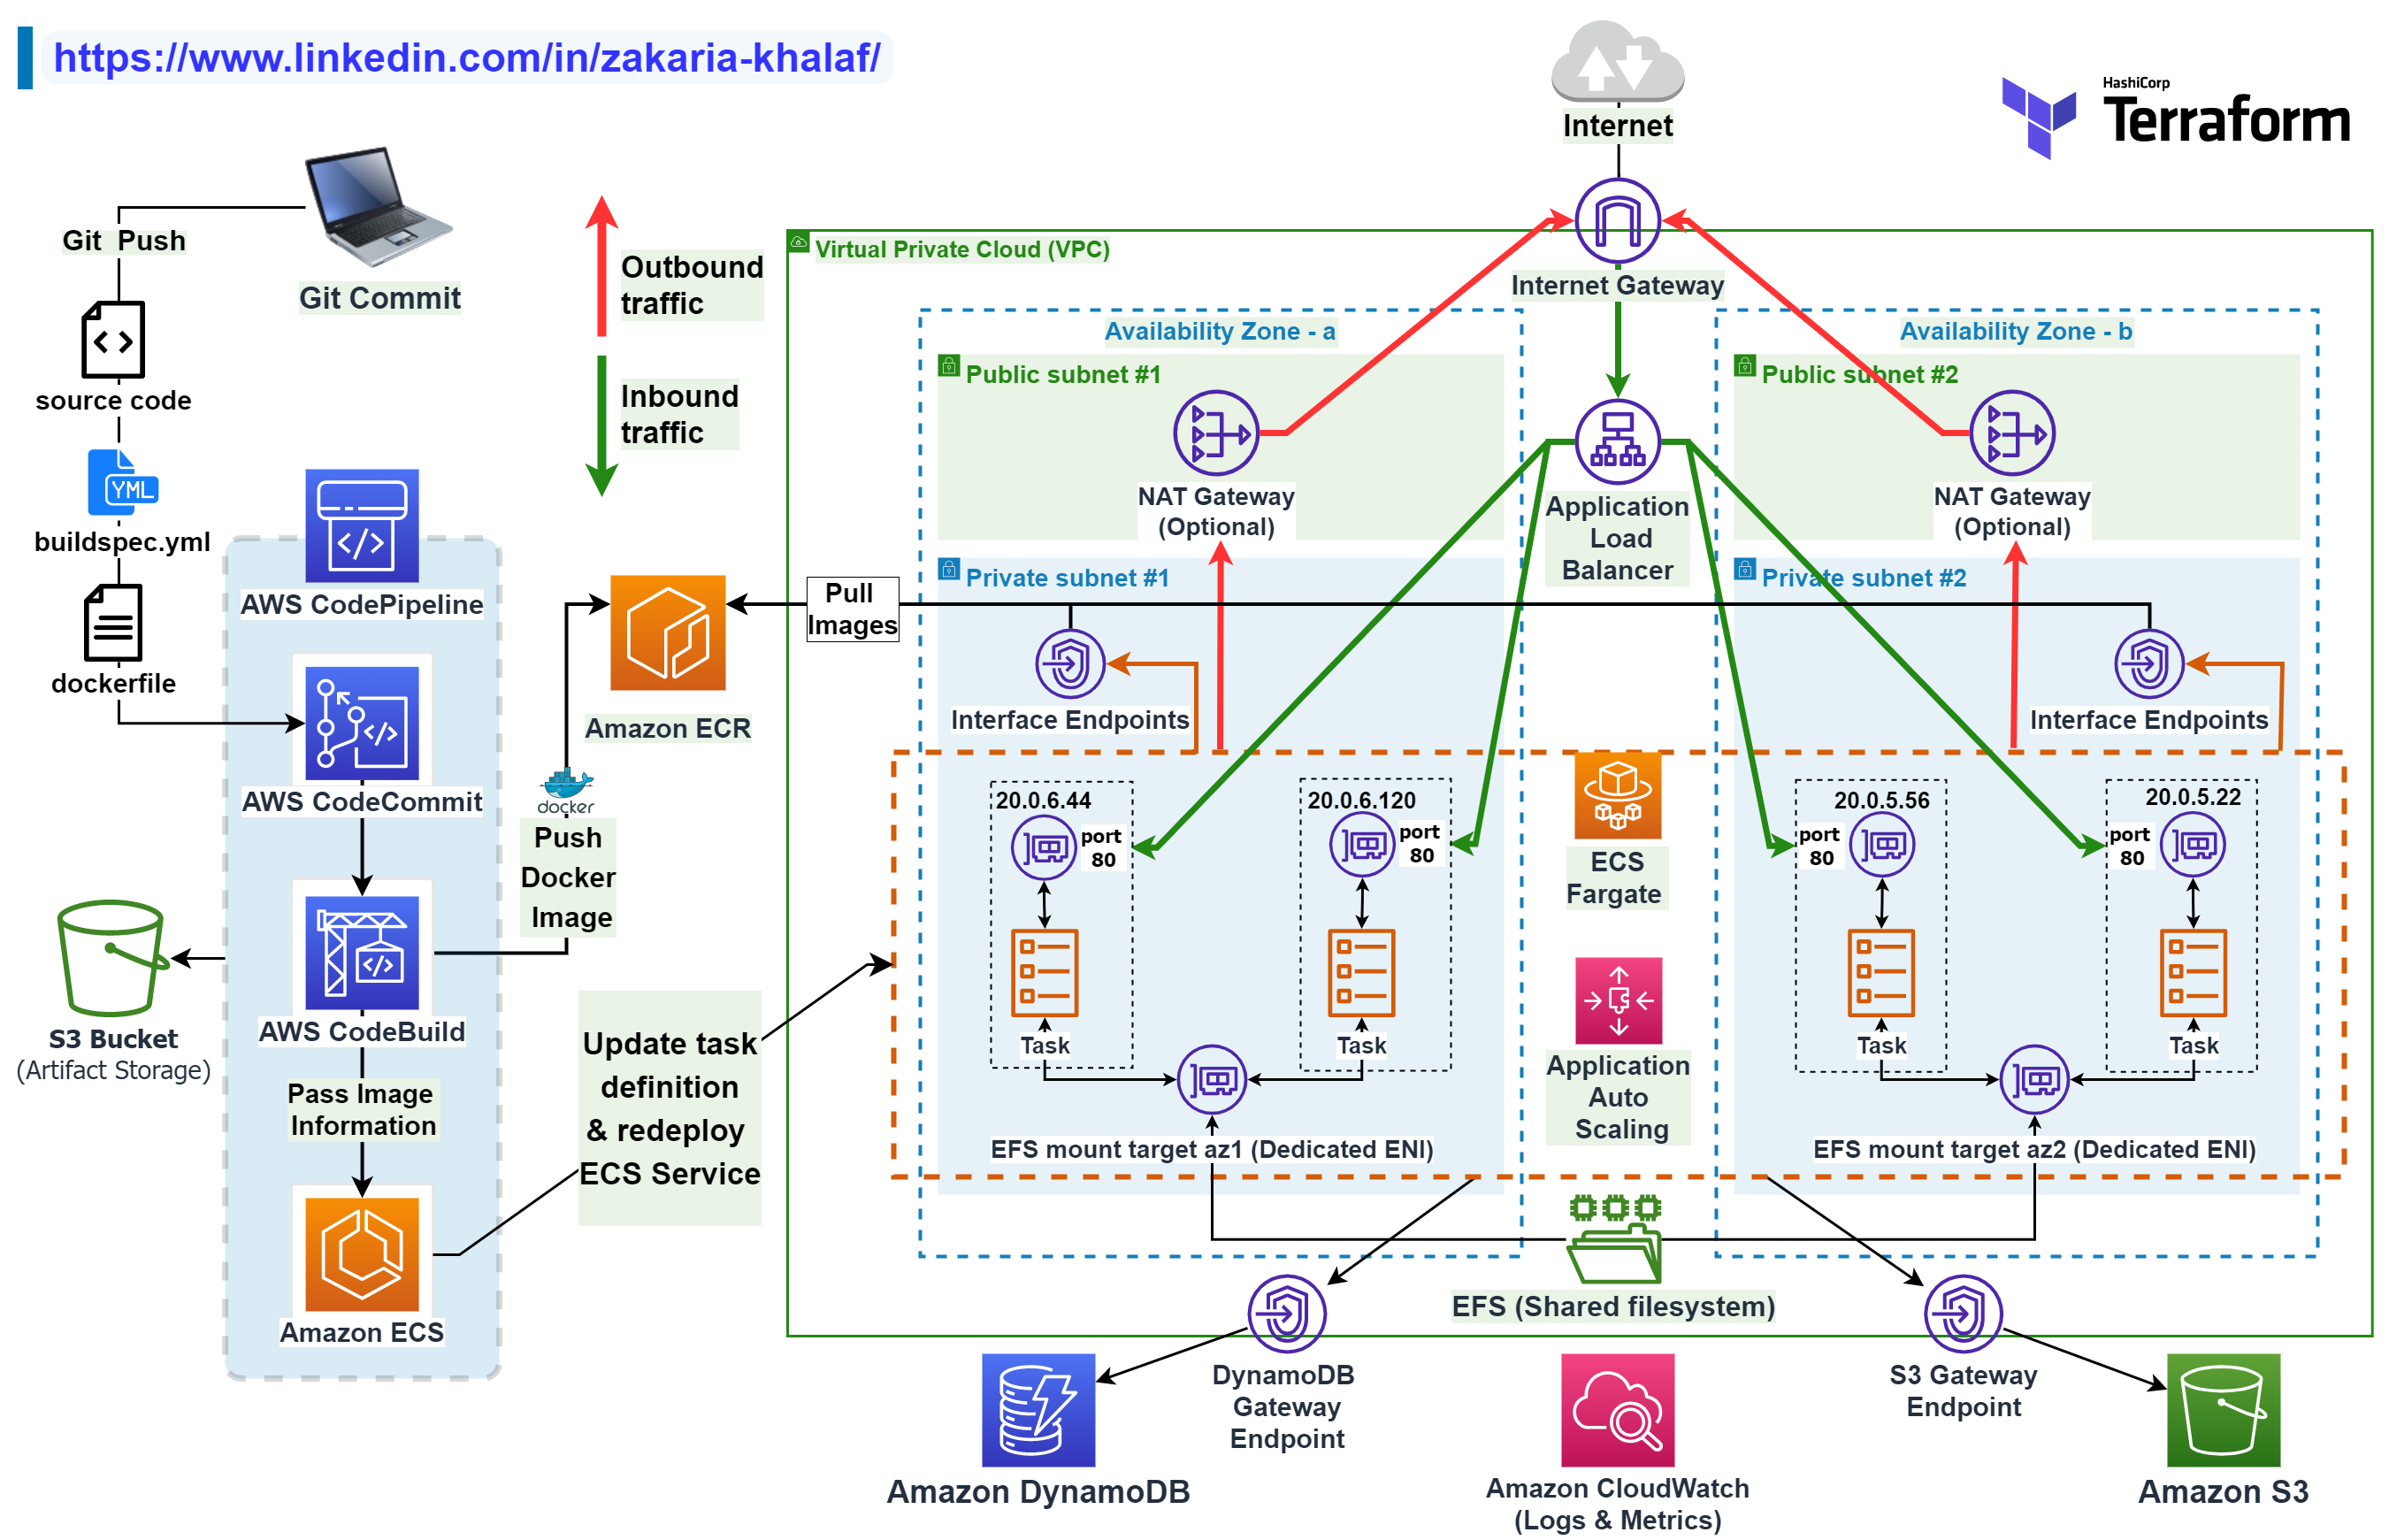 https://www.linkedin.com/in/zakaria-khalaf/
Internet
HashiCorp
Terraform
Git Push
Git Commit
source code
YML
buildspec.yml
dockerfile
Outbound
traffic
Inbound
traffic
AWS CodePipeline
AWS CodeCommit
AWS CodeBuild
Pass Image
Information
Amazon ECS
S3 Bucket
(Artifact Storage)
docker
Push
Docker
Image
Amazon ECR
Pull
Images
Update task
definition
& redeploy
ECS Service
Virtual Private Cloud (VPC)
Internet Gateway
Availability Zone - a
Public subnet #1
NAT Gateway
(Optional)
Private subnet #1
Interface Endpoints
Application
Load
Balancer
Availability Zone - b
Public subnet #2
NAT Gateway
(Optional)
Private subnet #2
Interface Endpoints
20.0.6.44
port
80
Task
20.0.6.120
port
80
Task
EFS mount target az1 (Dedicated ENI)
ECS
Fargate
Application
Auto
Scaling
20.0.5.56
port
80
Task
20.0.5.22
port
80
Task
EFS mount target az2 (Dedicated ENI)
EFS (Shared filesystem)
DynamoDB
Gateway
Endpoint
Amazon DynamoDB
Amazon CloudWatch
(Logs & Metrics)
S3 Gateway
Endpoint
Amazon S3